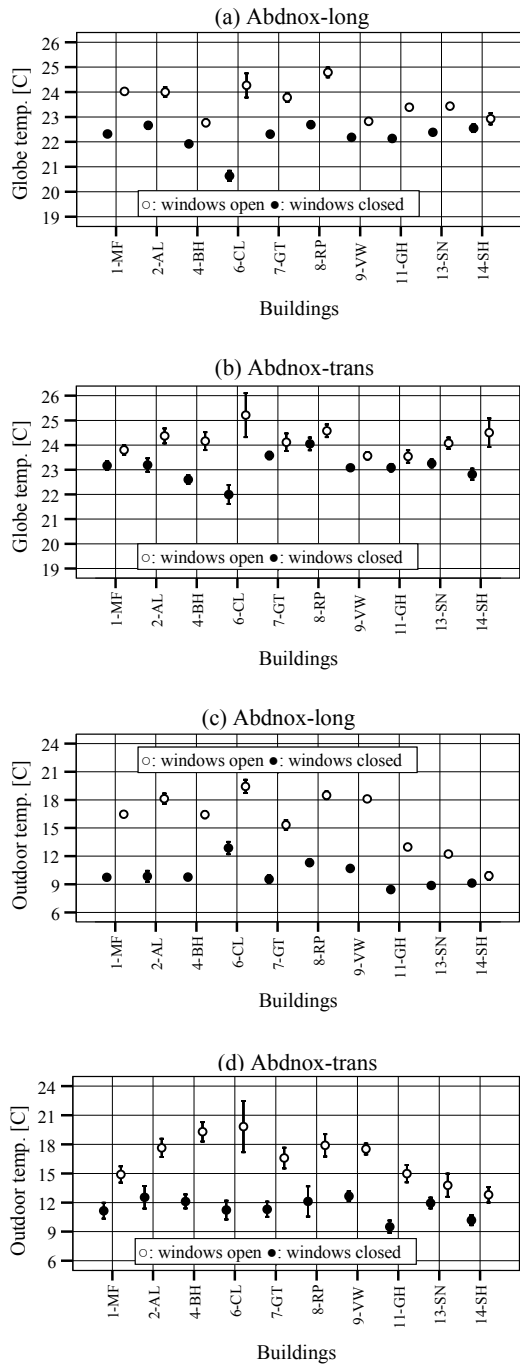 (a) Abdnox-long
26
25
24
23
22
21
20
19
Globe temp. [C]
○: windows open ●: windows closed
1-MF
2-AL
4-BH
6-CL
7-GT
8-RP
9-VW
11-GH
13-SN
14-SH
Buildings
(b) Abdnox-trans
26
25
24
23
22
21
20
19
Globe temp. [C]
○: windows open ●: windows closed
1-MF
2-AL
4-BH
6-CL
7-GT
8-RP
9-VW
11-GH
13-SN
14-SH
Buildings
(c) Abdnox-long
24
21
18
15
12
9
6
Outdoor temp. [C]
○: windows open ●: windows closed
1-MF
2-AL
4-BH
6-CL
7-GT
8-RP
9-VW
11-GH
13-SN
14-SH
Buildings
(d) Abdnox-trans
24
21
18
15
12
9
6
Outdoor temp. [C]
○: windows open ●: windows closed
1-MF
2-AL
4-BH
6-CL
7-GT
8-RP
9-VW
11-GH
13-SN
14-SH
Buildings